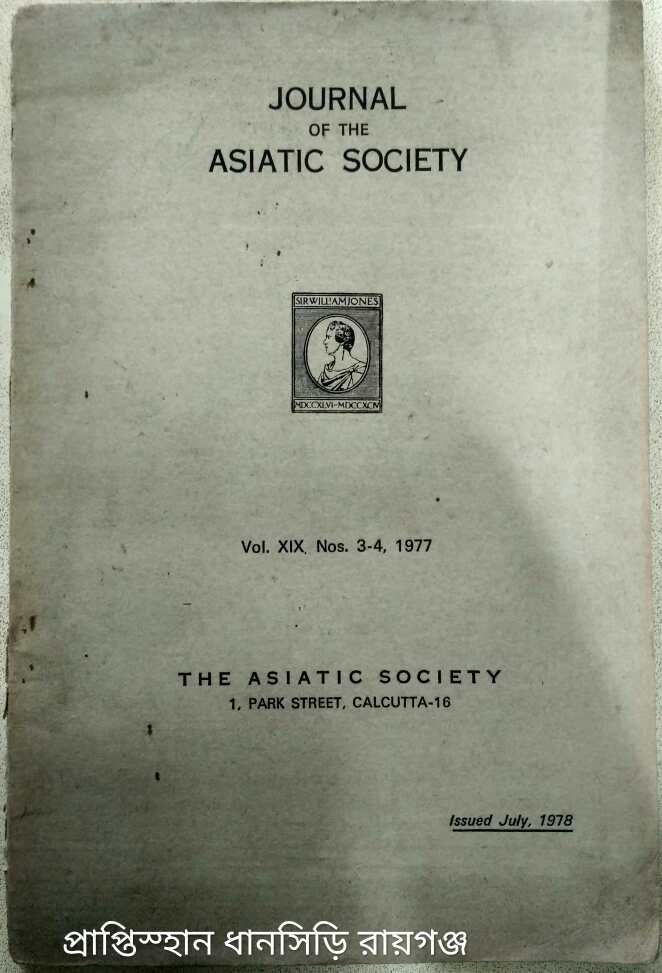 JOURNAL
OF THE
ASIATIC SOCIETY
SIR WILLIAM JONES
MDCCXLVI-MDCCXCIV
Vol. XIX, Nos. 3-4, 1977
THE ASIATIC SOCIETY
1, PARK STREET, CALCUTTA-16
Issued July, 1978
প্রাপ্তিস্হান ধানসিড়ি রায়গঞ্জ